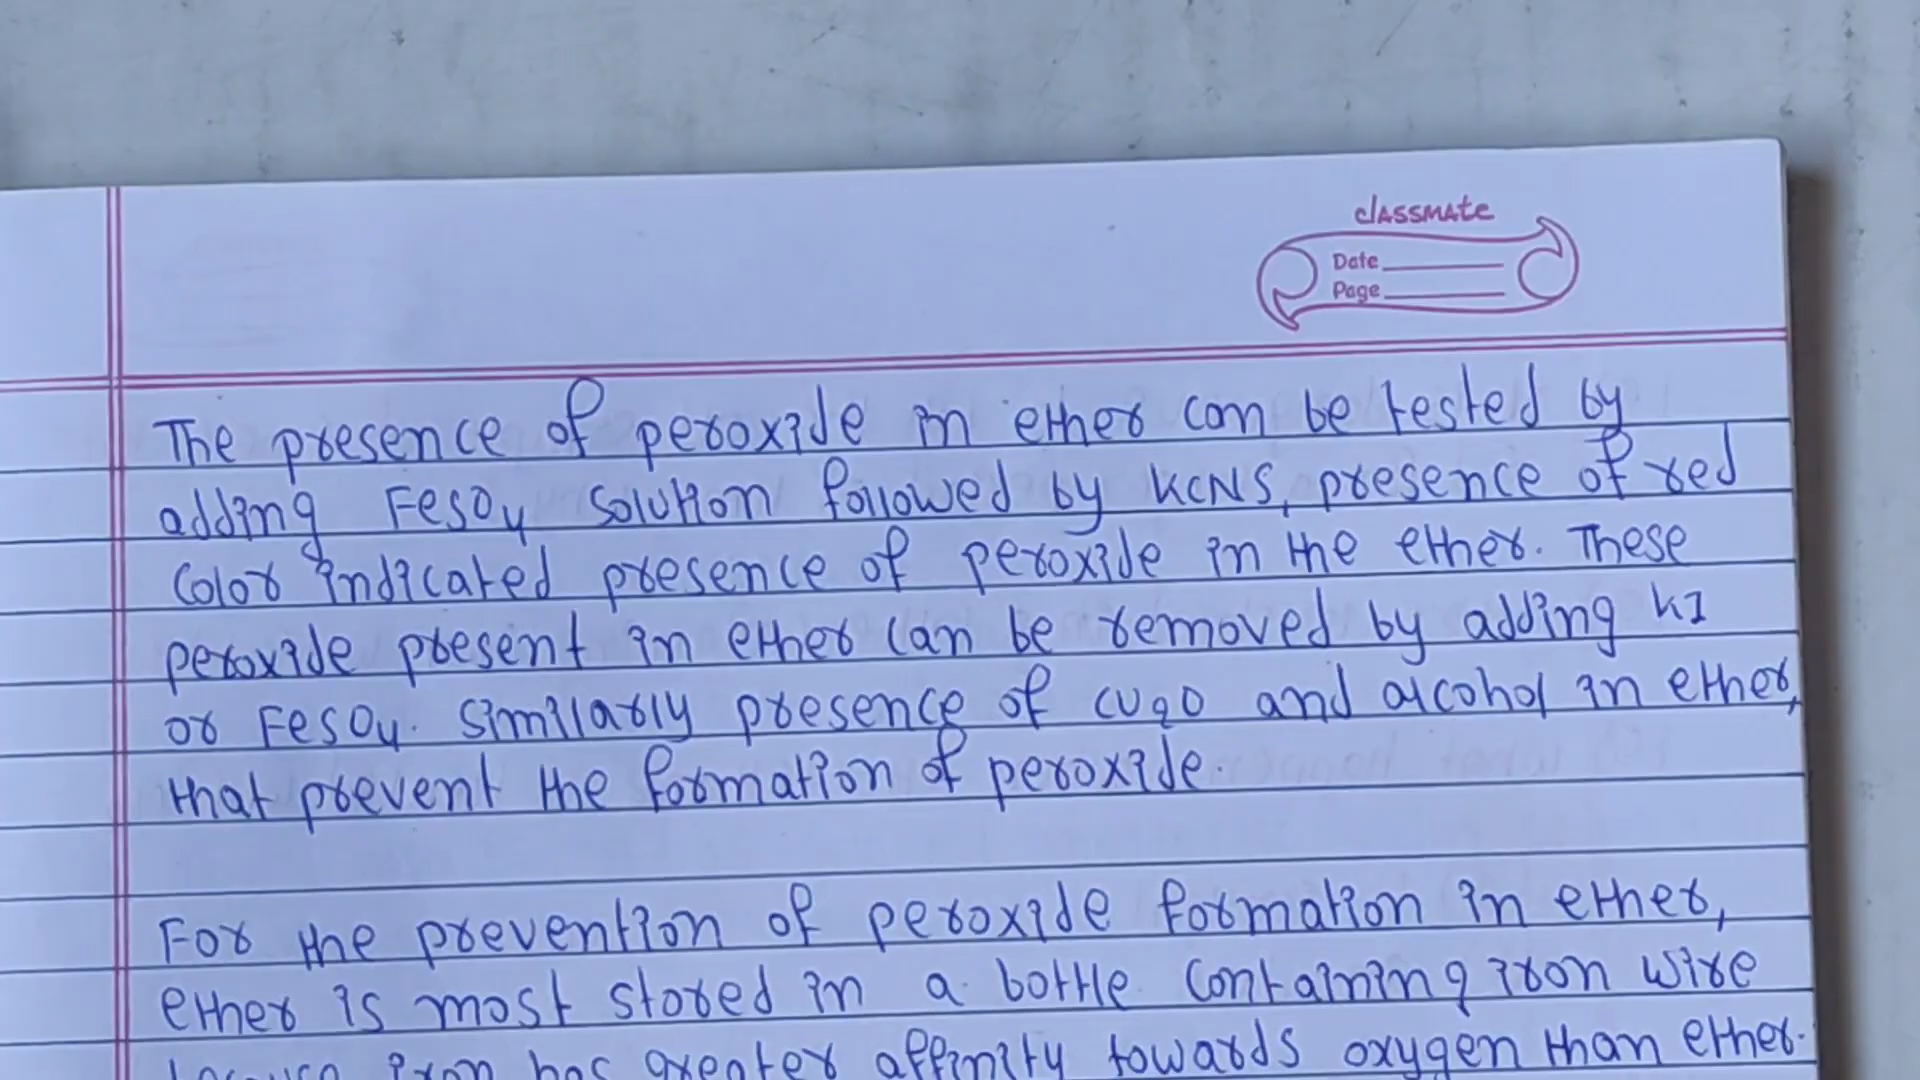 classmate
Date
Page
The presence of peroxide in ether can be tested by
adding FeSO4 solution followed by KCNS, presence of red
color indicated presence of peroxide in the ether. These
peroxide present in ether can be removed by adding KI
or FeSO4. Similarly presence of Cu2O and alcohol in ether,
that prevent the formation of peroxide.
For the prevention of peroxide formation in ether,
ether is most stored in a bottle containing iron wire
because iron has greater affinity towards oxygen than ether.